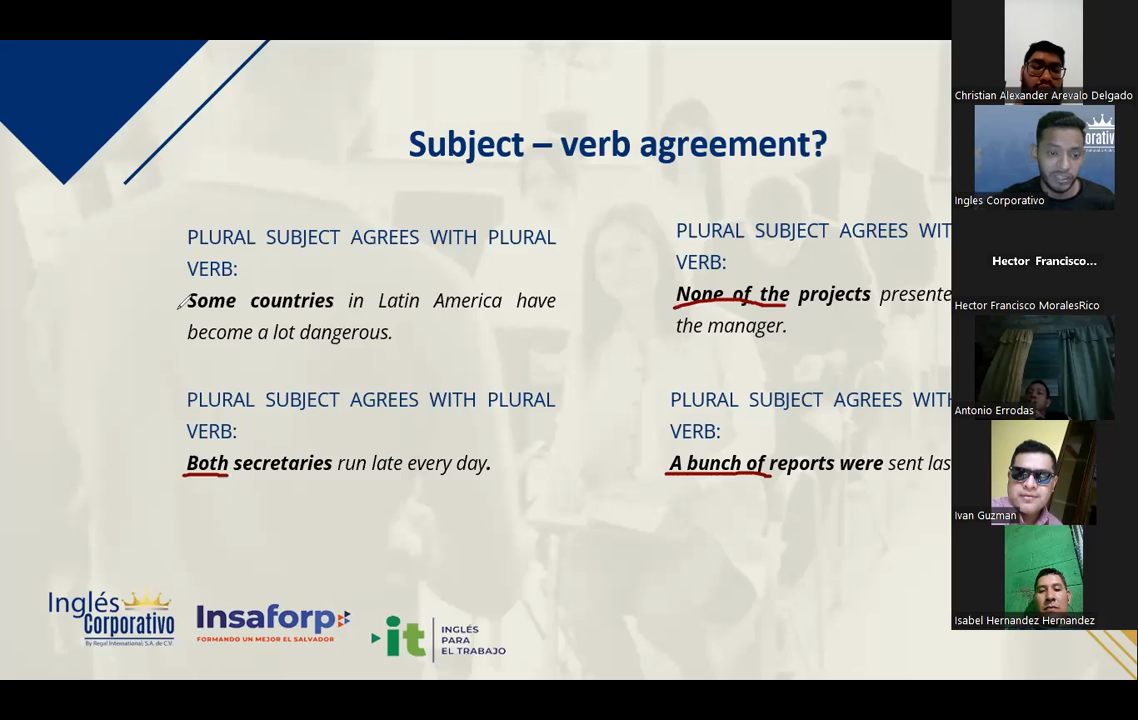 Subject – verb agreement?
PLURAL SUBJECT AGREES WITH PLURAL
VERB:
Some countries in Latin America have
become a lot dangerous.
PLURAL SUBJECT AGREES WITH PLURAL
VERB:
Both secretaries run late every day.
PLURAL SUBJECT AGREES WIT
VERB:
None of the projects presente
the manager.
PLURAL SUBJECT AGREES WITH
VERB:
A bunch of reports were sent las
Inglés
Corporativo
By Regal International, S.A. de C.V.
Insaforp
FORMANDO UN MEJOR EL SALVADOR
it
INGLÉS
PARA
EL TRABAJO
Christian Alexander Arevalo Delgado
orativo
Ingles Corporativo
Hector Francisco...
Hector Francisco MoralesRico
Antonio Errodas
Ivan Guzman
Isabel Hernandez Hernandez